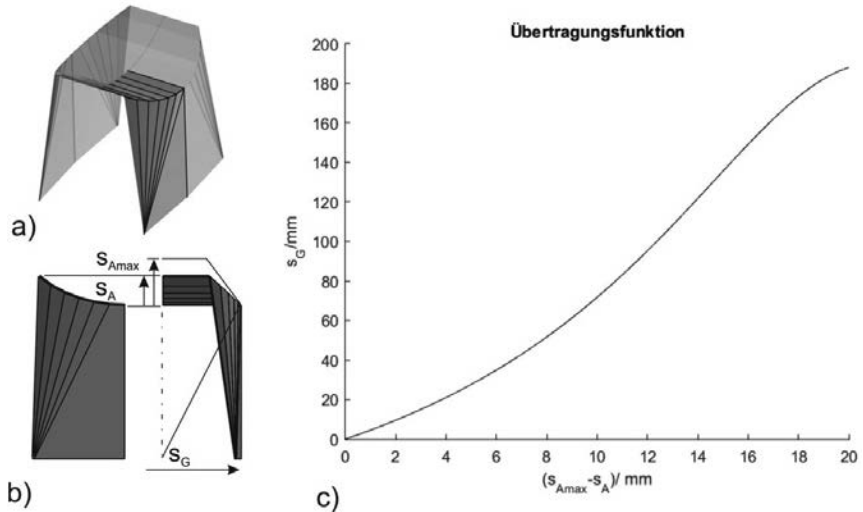 a)
b)
s_Amax
s_A
s_G
c)
Übertragungsfunktion
s_G/mm
200
180
160
140
120
100
80
60
40
20
0
0 2 4 6 8 10 12 14 16 18 20
(s_Amax-s_A)/ mm